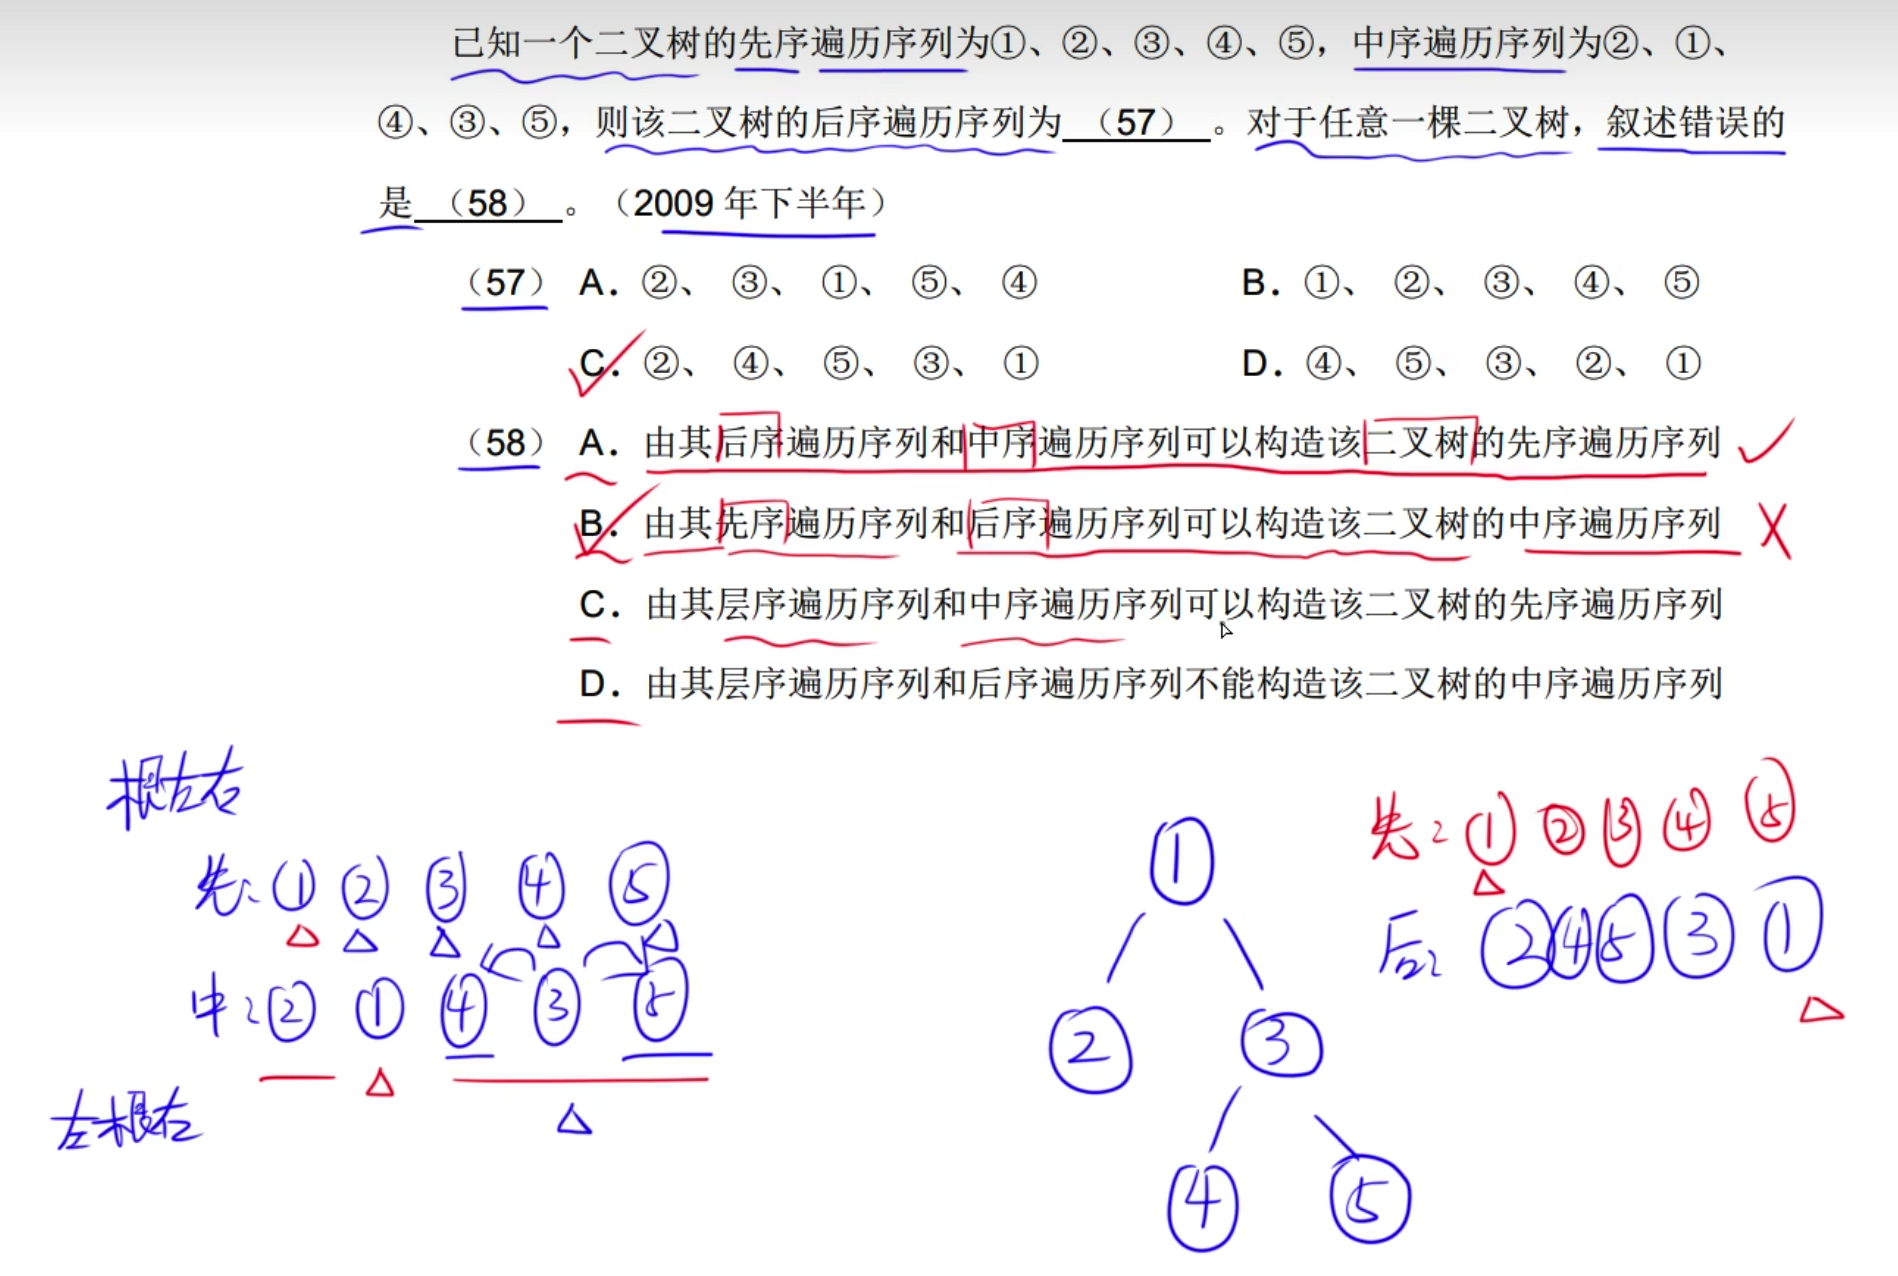 已知一个二叉树的先序遍历序列为①、②、③、④、⑤，中序遍历序列为②、①、
④、③、⑤，则该二叉树的后序遍历序列为（57）。对于任意一棵二叉树，叙述错误的
是（58）。（2009 年下半年）
（57） A．②、 ③、 ①、 ⑤、 ④ B．①、 ②、 ③、 ④、 ⑤
C．②、 ④、 ⑤、 ③、 ① D．④、 ⑤、 ③、 ②、 ①
（58） A．由其后序遍历序列和中序遍历序列可以构造该二叉树的先序遍历序列
B．由其先序遍历序列和后序遍历序列可以构造该二叉树的中序遍历序列
C．由其层序遍历序列和中序遍历序列可以构造该二叉树的先序遍历序列
D．由其层序遍历序列和后序遍历序列不能构造该二叉树的中序遍历序列
根左右
先: ① ② ③ ④ ⑤
中: ② ① ④ ③ ⑤
左根右
①
② ③
④ ⑤
先: ① ② ③ ④ ⑤
后: ② ④ ⑤ ③ ①